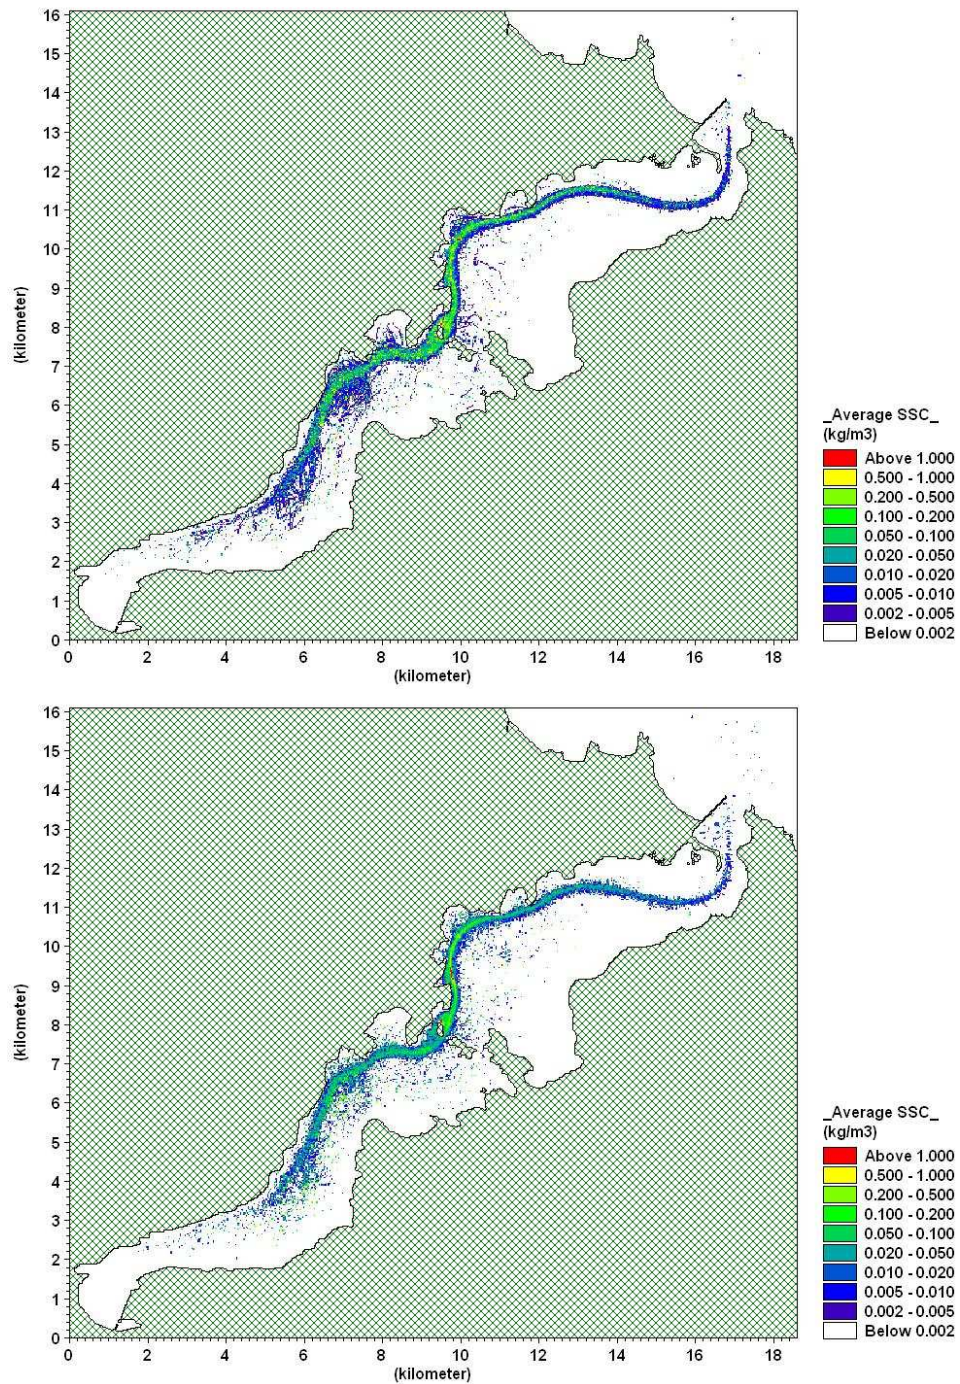 16
15
14
13
12
11
10
9
8
7
6
5
4
3
2
1
0
(kilometer)
0 2 4 6 8 10 12 14 16 18
(kilometer)
_Average SSC_
(kg/m3)
Above 1.000
0.500 - 1.000
0.200 - 0.500
0.100 - 0.200
0.050 - 0.100
0.020 - 0.050
0.010 - 0.020
0.005 - 0.010
0.002 - 0.005
Below 0.002
16
15
14
13
12
11
10
9
8
7
6
5
4
3
2
1
0
(kilometer)
0 2 4 6 8 10 12 14 16 18
(kilometer)
_Average SSC_
(kg/m3)
Above 1.000
0.500 - 1.000
0.200 - 0.500
0.100 - 0.200
0.050 - 0.100
0.020 - 0.050
0.010 - 0.020
0.005 - 0.010
0.002 - 0.005
Below 0.002